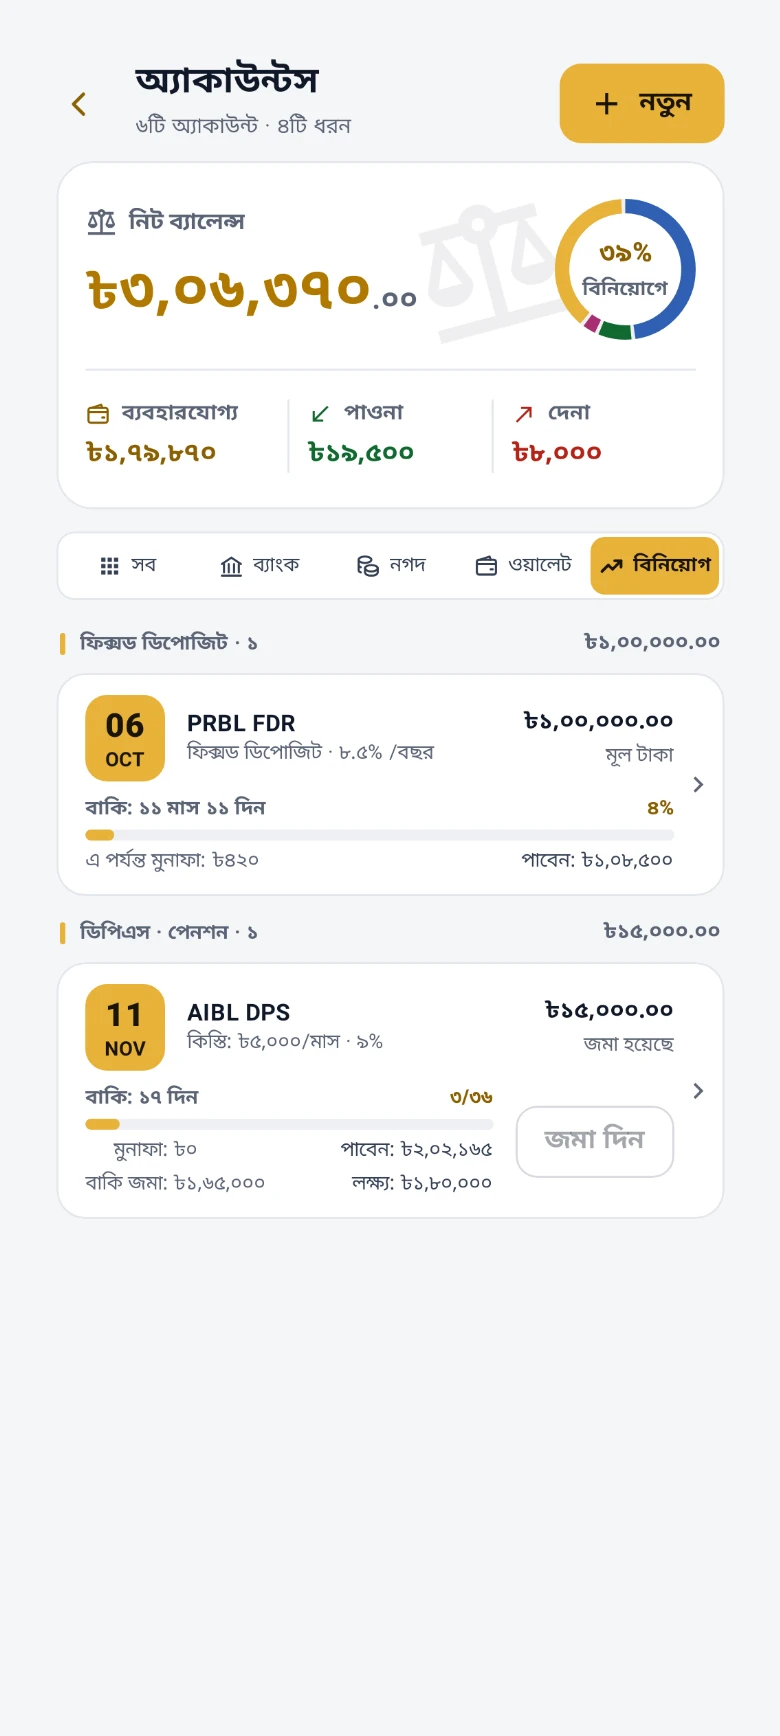 অ্যাকাউন্টস
৬টি অ্যাকাউন্ট · ৪টি ধরন
নতুন
নিট ব্যালেন্স
৳৩,০৬,৩৭০.০০
৩৯%
বিনিয়োগে
ব্যবহারযোগ্য
৳১,৭৯,৮৭০
পাওনা
৳১৯,৫০০
দেনা
৳৮,০০০
সব
ব্যাংক
নগদ
ওয়ালেট
বিনিয়োগ
ফিক্সড ডিপোজিট · ১
৳১,০০,০০০.০০
06
OCT
PRBL FDR
ফিক্সড ডিপোজিট · ৮.৫% /বছর
৳১,০০,০০০.০০
মূল টাকা
বাকি: ১১ মাস ১১ দিন
৪%
এ পর্যন্ত মুনাফা: ৳৪২০
পাবেন: ৳১,০৮,৫০০
ডিপিএস · পেনশন · ১
৳১৫,০০০.০০
11
NOV
AIBL DPS
কিস্তি: ৳৫,০০০/মাস · ৯%
৳১৫,০০০.০০
জমা হয়েছে
বাকি: ১৭ দিন
৩/৩৬
মুনাফা: ৳০
পাবেন: ৳২,০২,১৬৫
বাকি জমা: ৳১,৬৫,০০০
লক্ষ্য: ৳১,৮০,০০০
জমা দিন